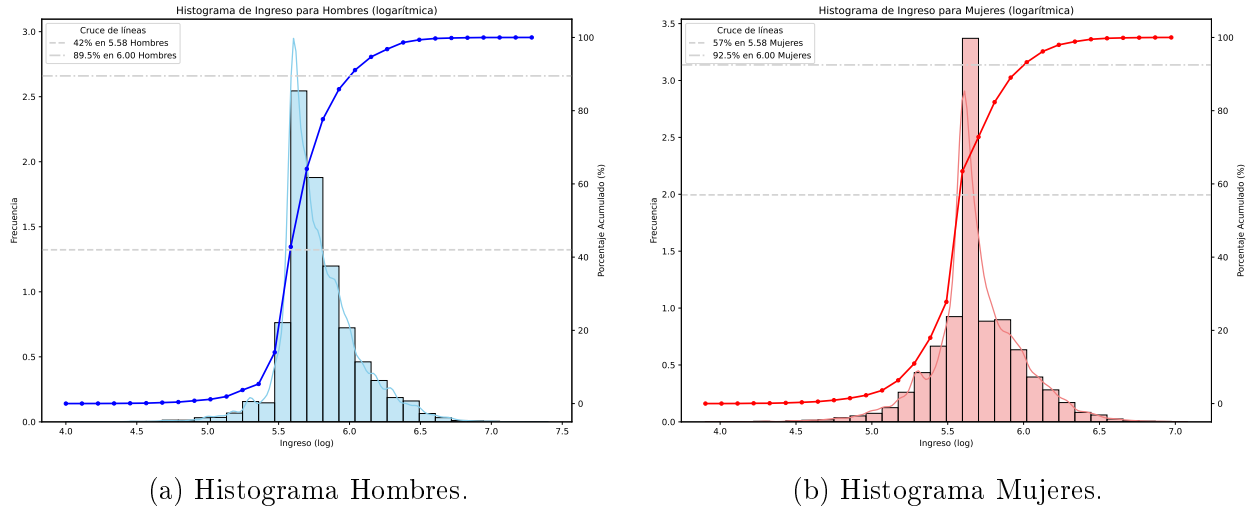 Histograma de Ingreso para Hombres (logarítmica)
Cruce de líneas
42% en 5.58 Hombres
89.5% en 6.00 Hombres
3.0
2.5
2.0
1.5
1.0
0.5
0.0
Frecuencia
100
80
60
40
20
0
Porcentaje Acumulado (%)
4.0 4.5 5.0 5.5 6.0 6.5 7.0 7.5
Ingreso (log)
(a) Histograma Hombres.
Histograma de Ingreso para Mujeres (logarítmica)
Cruce de líneas
57% en 5.58 Mujeres
92.5% en 6.00 Mujeres
3.5
3.0
2.5
2.0
1.5
1.0
0.5
0.0
Frecuencia
100
80
60
40
20
0
Porcentaje Acumulado (%)
4.0 4.5 5.0 5.5 6.0 6.5 7.0
Ingreso (log)
(b) Histograma Mujeres.